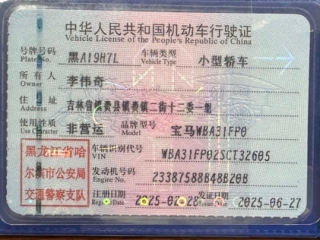 中华人民共和国机动车行驶证
Vehicle License of the People's Republic of China
号牌号码 黑A19H7L 车辆类型 小型轿车
Plate No. Vehicle Type
所有人 李伟奇
Owner
住址
Address
使用性质 非营运 品牌型号 宝马WBA31FP0
Use Character Model
黑龙江省哈
尔滨市公安局
交通警察支队
车辆识别代号 WBA31FP02SCT32605
VIN
发动机号码 23387588B48B20B
Engine No.
注册日期 发证日期 2025-06-27
Register Date Issue Date